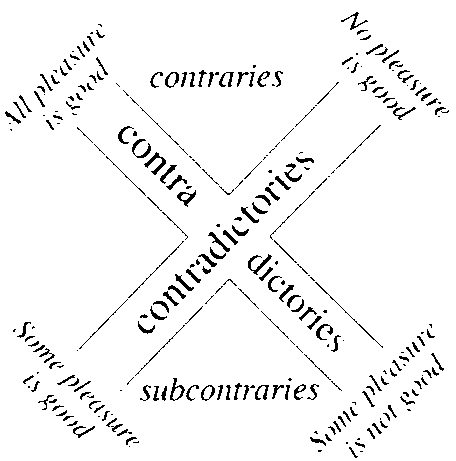 All pleasure
is good
contraries
No pleasure
is good
contra
contradictories
dictories
Some pleasure
is good
subcontraries
Some pleasure
is not good